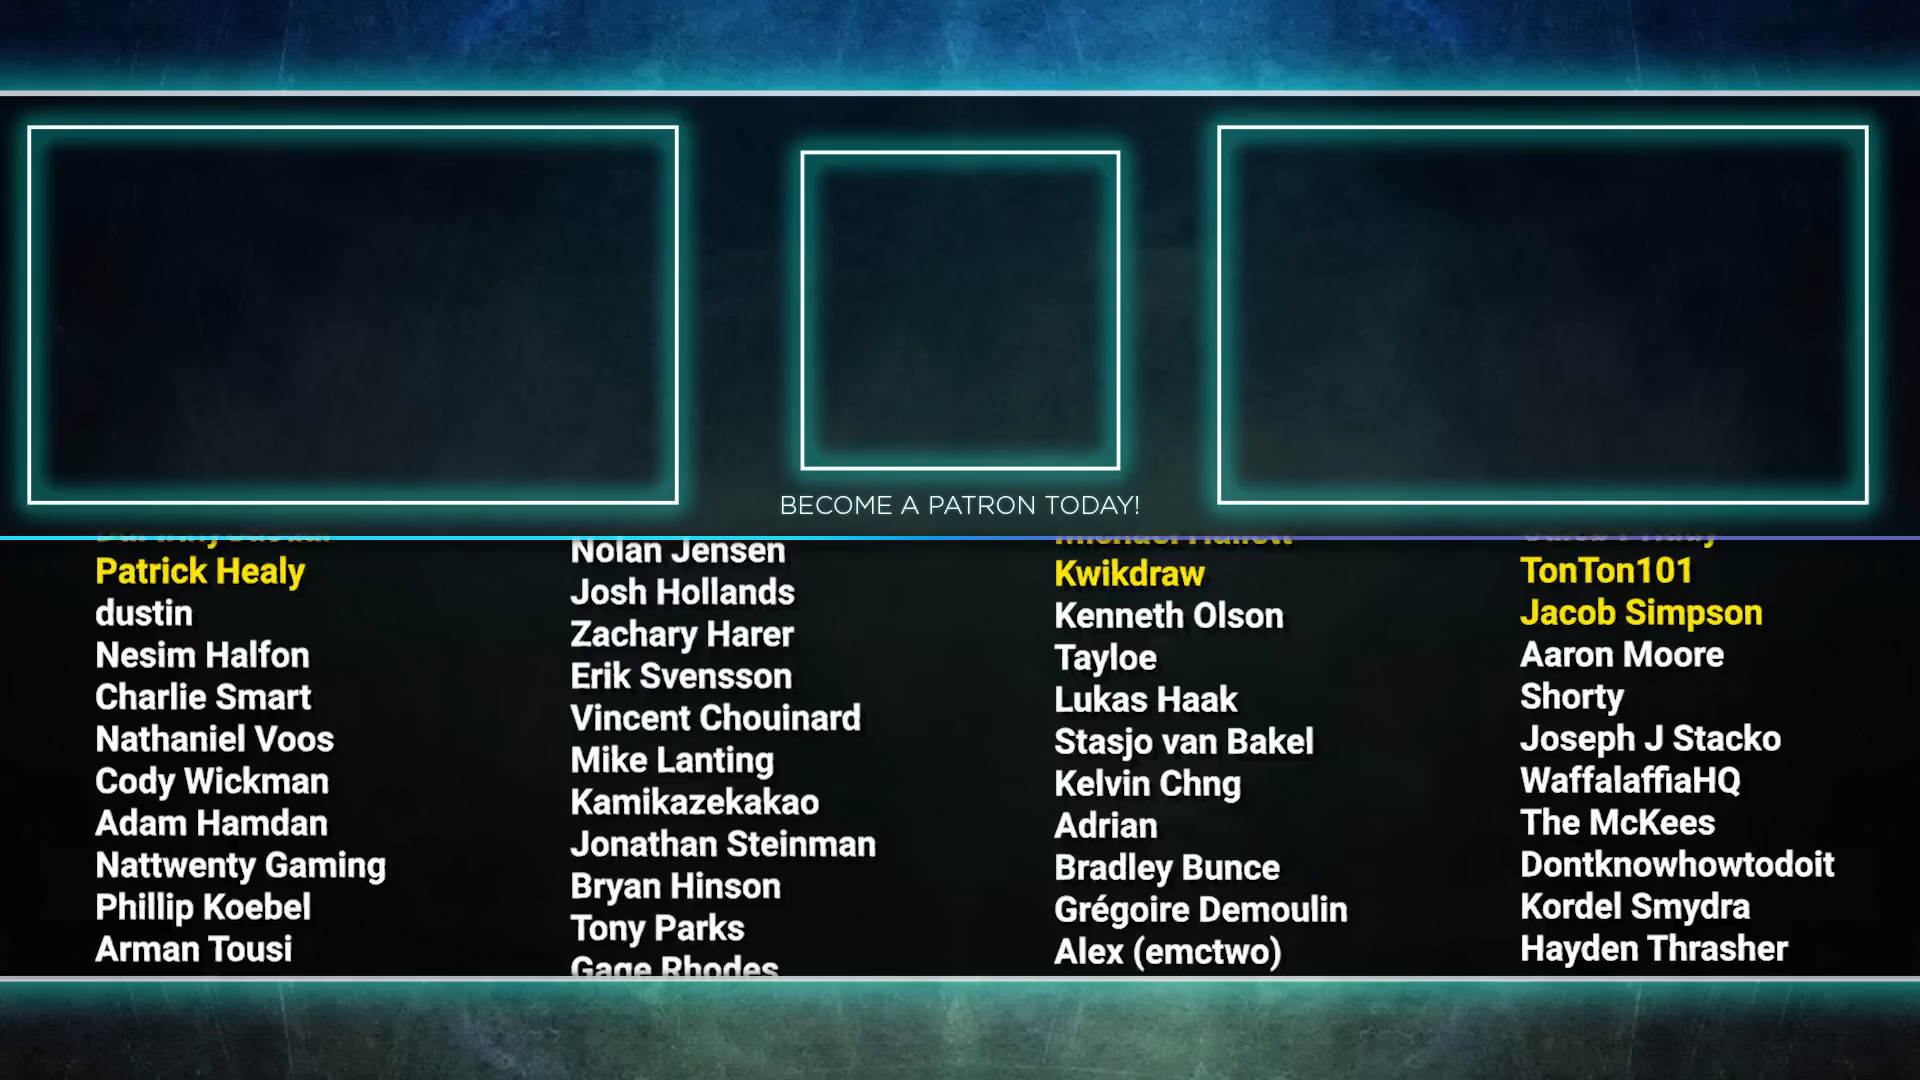 BECOME A PATRON TODAY!
Patrick Healy
dustin
Nesim Halfon
Charlie Smart
Nathaniel Voos
Cody Wickman
Adam Hamdan
Nattwenty Gaming
Phillip Koebel
Arman Tousi
Nolan Jensen
Josh Hollands
Zachary Harer
Erik Svensson
Vincent Chouinard
Mike Lanting
Kamikazekakao
Jonathan Steinman
Bryan Hinson
Tony Parks
Gage Rhodes
Kwikdraw
Kenneth Olson
Tayloe
Lukas Haak
Stasjo van Bakel
Kelvin Chng
Adrian
Bradley Bunce
Grégoire Demoulin
Alex (emctwo)
TonTon101
Jacob Simpson
Aaron Moore
Shorty
Joseph J Stacko
WaffalaffiaHQ
The McKees
Dontknowhowtodoit
Kordel Smydra
Hayden Thrasher